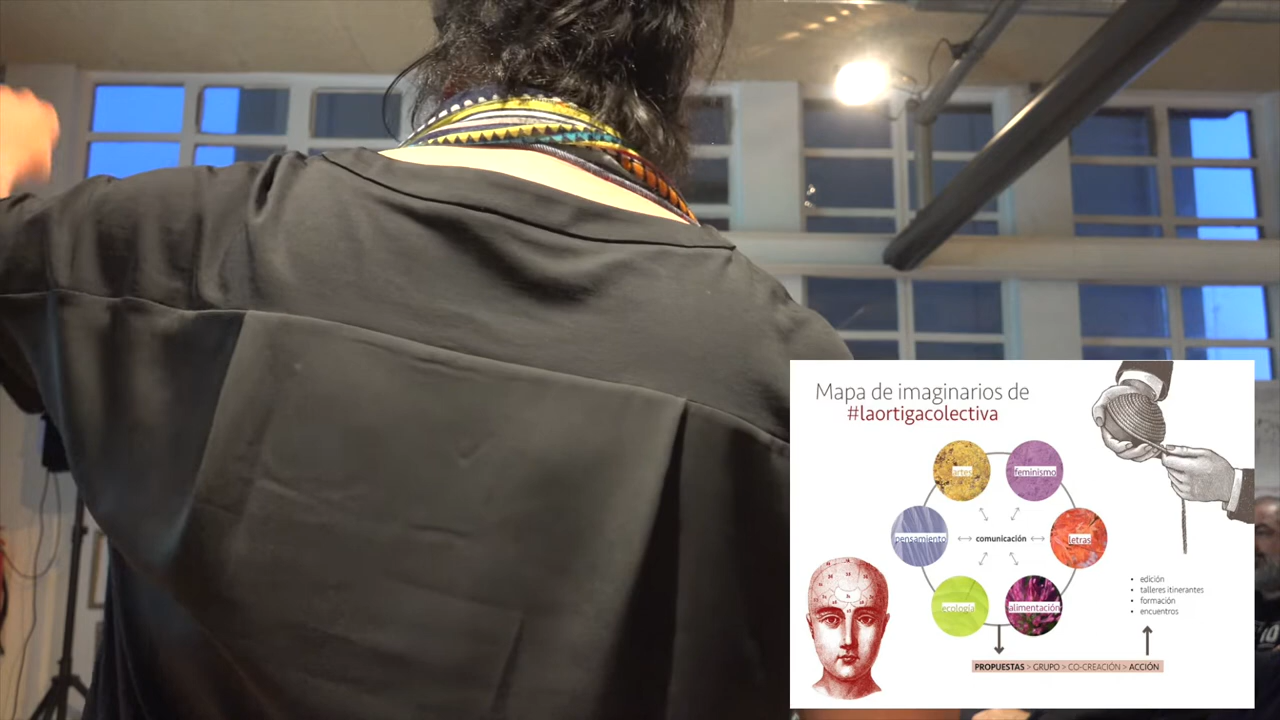 Mapa de imaginarios de
#laortigacolectiva
artes
feminismo
pensamiento
comunicación
letras
ecología
alimentación
• edición
• talleres itinerantes
• formación
• encuentros
PROPUESTAS > GRUPO > CO-CREACIÓN > ACCIÓN